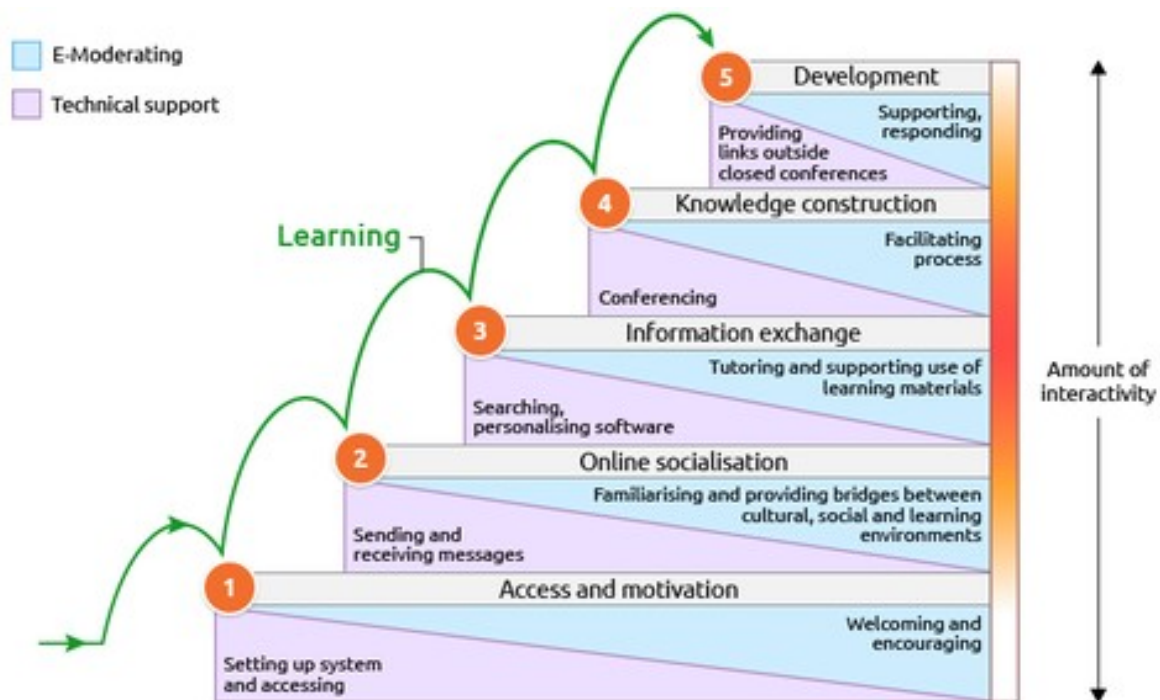 E-Moderating
Technical support
Learning
5
Development
Supporting,
responding
Providing
links outside
closed conferences
4
Knowledge construction
Facilitating
process
Conferencing
3
Information exchange
Tutoring and supporting use of
learning materials
Searching,
personalising software
2
Online socialisation
Familiarising and providing bridges between
cultural, social and learning
environments
Sending and
receiving messages
1
Access and motivation
Welcoming and
encouraging
Setting up system
and accessing
Amount of
interactivity